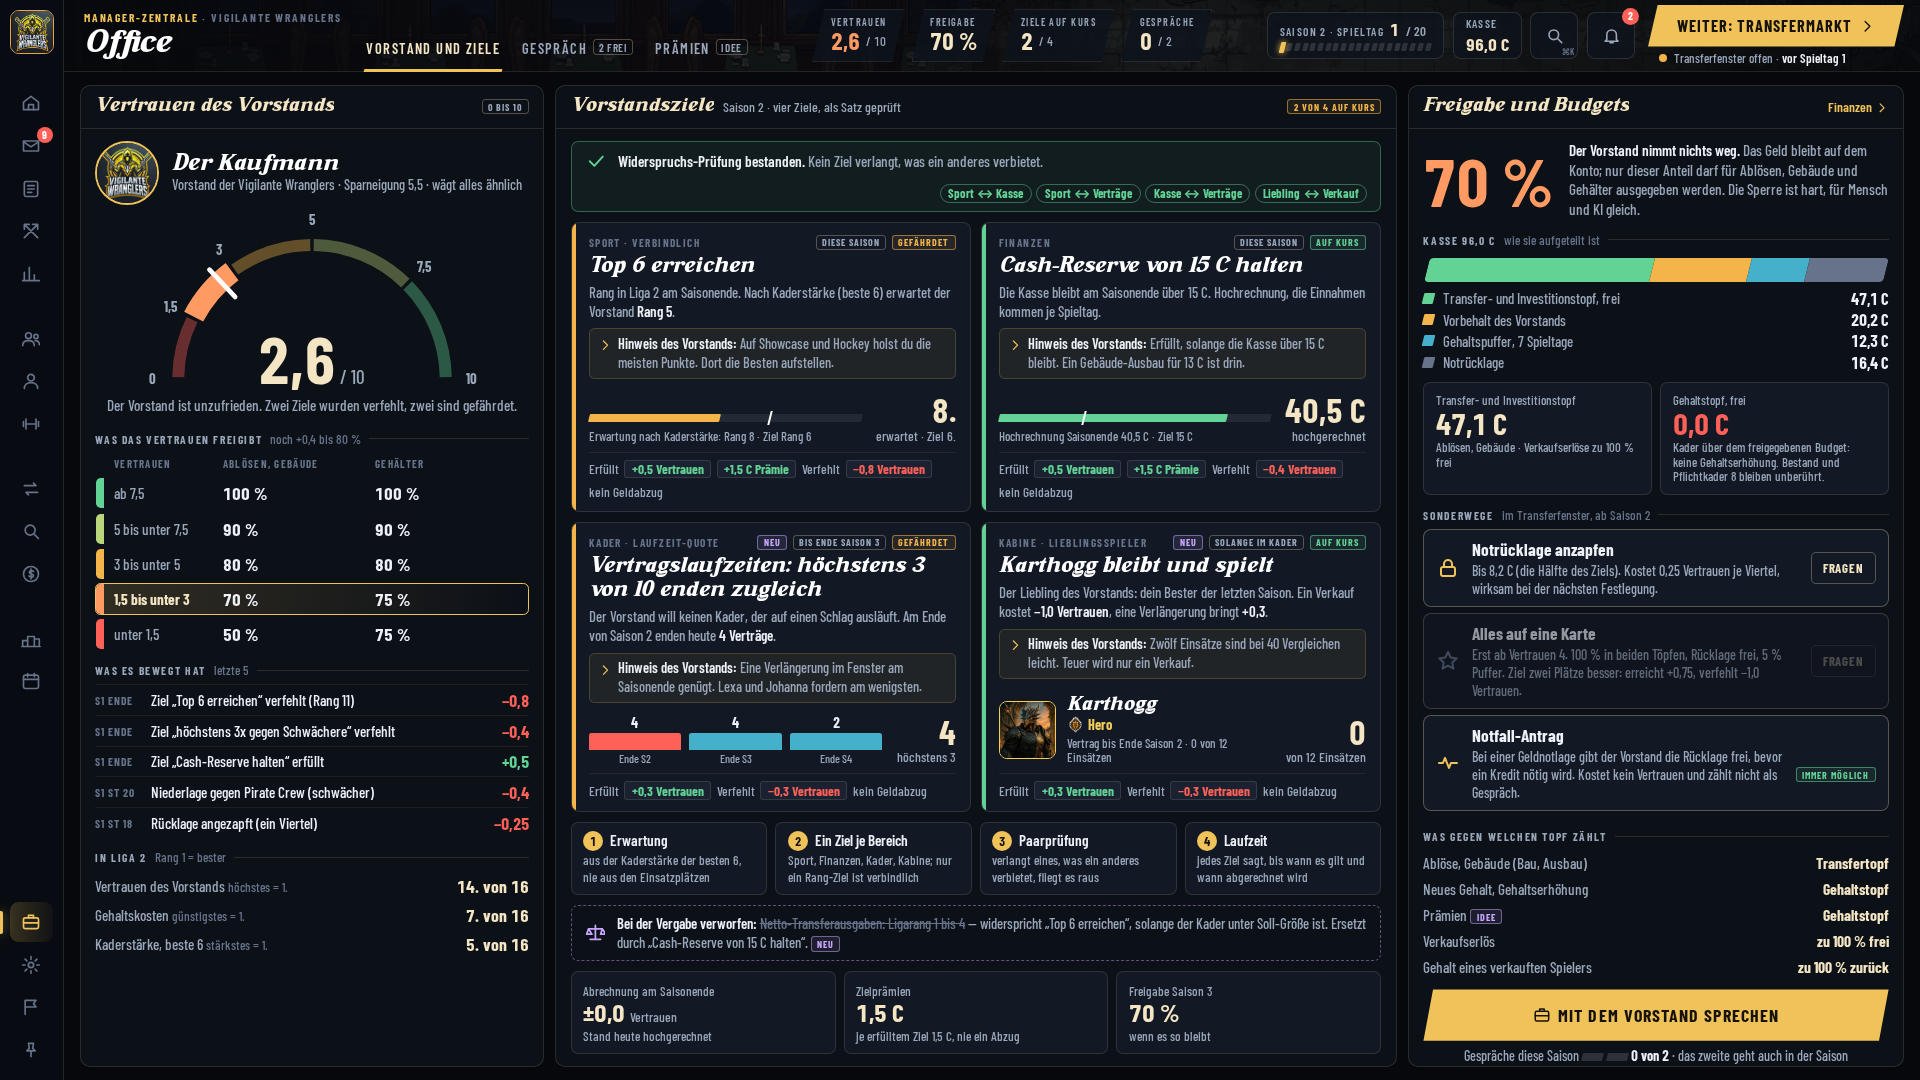 MANAGER-ZENTRALE · VIGILANTE WRANGLERS
Office
VORSTAND UND ZIELE
GESPRÄCH 2 FREI
PRÄMIEN IDEE
VERTRAUEN
2,6 / 10
FREIGABE
70 %
ZIELE AUF KURS
2 / 4
GESPRÄCHE
0 / 2
SAISON 2 · SPIELTAG 1 / 20
KASSE
96,0 C
⌘K
2
WEITER: TRANSFERMARKT
Transferfenster offen · vor Spieltag 1
9
Vertrauen des Vorstands
0 BIS 10
VIGILANTE WRANGLERS
Der Kaufmann
Vorstand der Vigilante Wranglers · Sparneigung 5,5 · wägt alles ähnlich
0
1,5
3
5
7,5
10
2,6 / 10
Der Vorstand ist unzufrieden. Zwei Ziele wurden verfehlt, zwei sind gefährdet.
WAS DAS VERTRAUEN FREIGIBT noch +0,4 bis 80 %
VERTRAUEN ABLÖSEN, GEBÄUDE GEHÄLTER
ab 7,5 100 % 100 %
5 bis unter 7,5 90 % 90 %
3 bis unter 5 80 % 80 %
1,5 bis unter 3 70 % 75 %
unter 1,5 50 % 75 %
WAS ES BEWEGT HAT letzte 5
S1 ENDE Ziel „Top 6 erreichen“ verfehlt (Rang 11) −0,8
S1 ENDE Ziel „höchstens 3x gegen Schwächere“ verfehlt −0,4
S1 ENDE Ziel „Cash-Reserve halten“ erfüllt +0,5
S1 ST 20 Niederlage gegen Pirate Crew (schwächer) −0,4
S1 ST 18 Rücklage angezapft (ein Viertel) −0,25
IN LIGA 2 Rang 1 = bester
Vertrauen des Vorstands höchstes = 1. 14. von 16
Gehaltskosten günstigstes = 1. 7. von 16
Kaderstärke, beste 6 stärkstes = 1. 5. von 16
Vorstandsziele Saison 2 · vier Ziele, als Satz geprüft
2 VON 4 AUF KURS
Widerspruchs-Prüfung bestanden. Kein Ziel verlangt, was ein anderes verbietet.
Sport ↔ Kasse Sport ↔ Verträge Kasse ↔ Verträge Liebling ↔ Verkauf
SPORT · VERBINDLICH DIESE SAISON GEFÄHRDET
Top 6 erreichen
Rang in Liga 2 am Saisonende. Nach Kaderstärke (beste 6) erwartet der
Vorstand Rang 5.
Hinweis des Vorstands: Auf Showcase und Hockey holst du die
meisten Punkte. Dort die Besten aufstellen.
8.
Erwartung nach Kaderstärke: Rang 8 · Ziel Rang 6 erwartet · Ziel 6.
Erfüllt +0,5 Vertrauen +1,5 C Prämie Verfehlt −0,8 Vertrauen
kein Geldabzug
FINANZEN DIESE SAISON AUF KURS
Cash-Reserve von 15 C halten
Die Kasse bleibt am Saisonende über 15 C. Hochrechnung, die Einnahmen
kommen je Spieltag.
Hinweis des Vorstands: Erfüllt, solange die Kasse über 15 C
bleibt. Ein Gebäude-Ausbau für 13 C ist drin.
40,5 C
Hochrechnung Saisonende 40,5 C · Ziel 15 C hochgerechnet
Erfüllt +0,5 Vertrauen +1,5 C Prämie Verfehlt −0,4 Vertrauen
kein Geldabzug
KADER · LAUFZEIT-QUOTE NEU BIS ENDE SAISON 3 GEFÄHRDET
Vertragslaufzeiten: höchstens 3
von 10 enden zugleich
Der Vorstand will keinen Kader, der auf einen Schlag ausläuft. Am Ende
von Saison 2 enden heute 4 Verträge.
Hinweis des Vorstands: Eine Verlängerung im Fenster am
Saisonende genügt. Lexa und Johanna fordern am wenigsten.
4 4 2
4
Ende S2 Ende S3 Ende S4 höchstens 3
Erfüllt +0,3 Vertrauen Verfehlt −0,3 Vertrauen kein Geldabzug
KABINE · LIEBLINGSSPIELER NEU SOLANGE IM KADER AUF KURS
Karthogg bleibt und spielt
Der Liebling des Vorstands: dein Bester der letzten Saison. Ein Verkauf
kostet −1,0 Vertrauen, eine Verlängerung bringt +0,3.
Hinweis des Vorstands: Zwölf Einsätze sind bei 40 Vergleichen
leicht. Teuer wird nur ein Verkauf.
Karthogg
Hero
Vertrag bis Ende Saison 2 · 0 von 12
Einsätzen
0
von 12 Einsätzen
Erfüllt +0,3 Vertrauen Verfehlt −0,3 Vertrauen kein Geldabzug
1 Erwartung
aus der Kaderstärke der besten 6,
nie aus den Einsatzplätzen
2 Ein Ziel je Bereich
Sport, Finanzen, Kader, Kabine; nur
ein Rang-Ziel ist verbindlich
3 Paarprüfung
verlangt eines, was ein anderes
verbietet, fliegt es raus
4 Laufzeit
jedes Ziel sagt, bis wann es gilt und
wann abgerechnet wird
Bei der Vergabe verworfen: Netto-Transferausgaben: Ligarang 1 bis 4 — widerspricht „Top 6 erreichen“, solange der Kader unter Soll-Größe ist. Ersetzt
durch „Cash-Reserve von 15 C halten“. NEU
Abrechnung am Saisonende
±0,0 Vertrauen
Stand heute hochgerechnet
Zielprämien
1,5 C
je erfülltem Ziel 1,5 C, nie ein Abzug
Freigabe Saison 3
70 %
wenn es so bleibt
Freigabe und Budgets
Finanzen
70 %
Der Vorstand nimmt nichts weg. Das Geld bleibt auf dem
Konto; nur dieser Anteil darf für Ablösen, Gebäude und
Gehälter ausgegeben werden. Die Sperre ist hart, für Mensch
und KI gleich.
KASSE 96,0 C wie sie aufgeteilt ist
Transfer- und Investitionstopf, frei 47,1 C
Vorbehalt des Vorstands 20,2 C
Gehaltspuffer, 7 Spieltage 12,3 C
Notrücklage 16,4 C
Transfer- und Investitionstopf
47,1 C
Ablösen, Gebäude · Verkaufserlöse zu 100 %
frei
Gehaltstopf, frei
0,0 C
Kader über dem freigegebenen Budget:
keine Gehaltserhöhung. Bestand und
Pflichtkader 8 bleiben unberührt.
SONDERWEGE Im Transferfenster, ab Saison 2
Notrücklage anzapfen
Bis 8,2 C (die Hälfte des Ziels). Kostet 0,25 Vertrauen je Viertel,
wirksam bei der nächsten Festlegung.
FRAGEN
Alles auf eine Karte
Erst ab Vertrauen 4. 100 % in beiden Töpfen, Rücklage frei, 5 %
Puffer. Ziel zwei Plätze besser: erreicht +0,75, verfehlt −1,0
Vertrauen.
FRAGEN
Notfall-Antrag
Bei einer Geldnotlage gibt der Vorstand die Rücklage frei, bevor
ein Kredit nötig wird. Kostet kein Vertrauen und zählt nicht als
Gespräch.
IMMER MÖGLICH
WAS GEGEN WELCHEN TOPF ZÄHLT
Ablöse, Gebäude (Bau, Ausbau) Transfertopf
Neues Gehalt, Gehaltserhöhung Gehaltstopf
Prämien IDEE Gehaltstopf
Verkaufserlös zu 100 % frei
Gehalt eines verkauften Spielers zu 100 % zurück
MIT DEM VORSTAND SPRECHEN
Gespräche diese Saison 0 von 2 · das zweite geht auch in der Saison